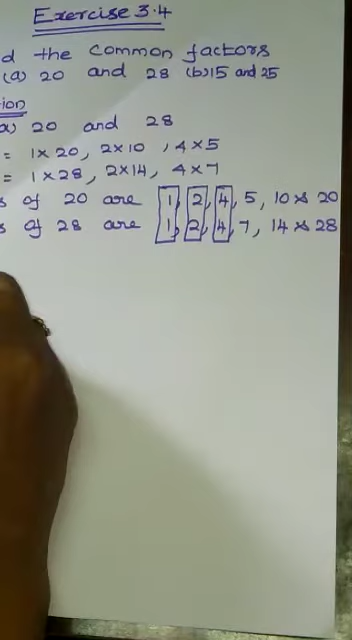 Exercise 3.4
d the common factors
(a) 20 and 28 (b) 15 and 25
tion
a) 20 and 28
= 1 x 20, 2 x 10, 4 x 5
= 1 x 28, 2 x 14, 4 x 7
s of 20 are 1, 2, 4, 5, 10 & 20
s of 28 are 1, 2, 4, 7, 14 & 28